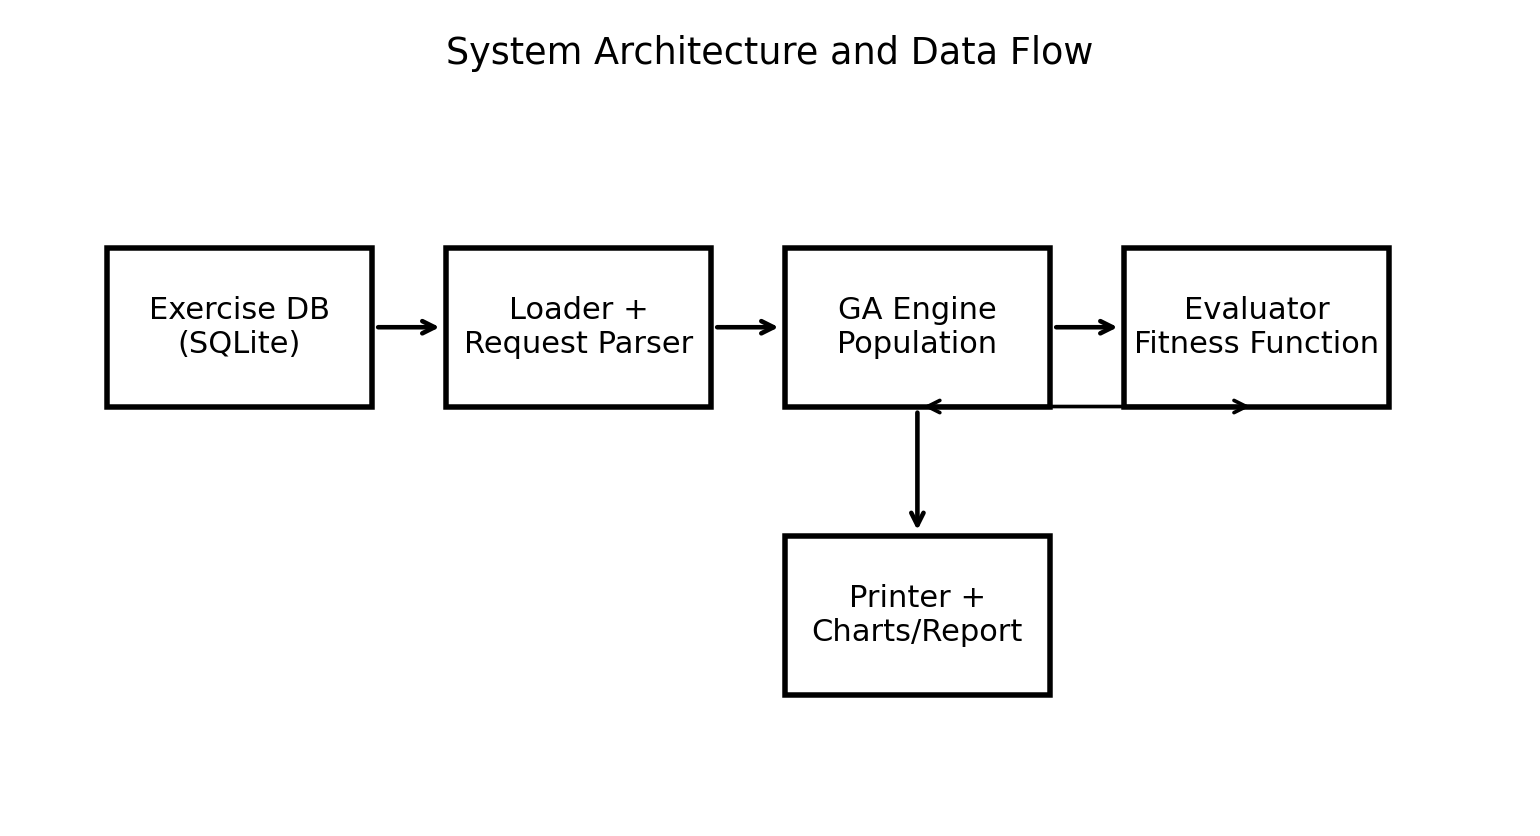 System Architecture and Data Flow
Exercise DB
(SQLite)
Loader +
Request Parser
GA Engine
Population
Evaluator
Fitness Function
Printer +
Charts/Report